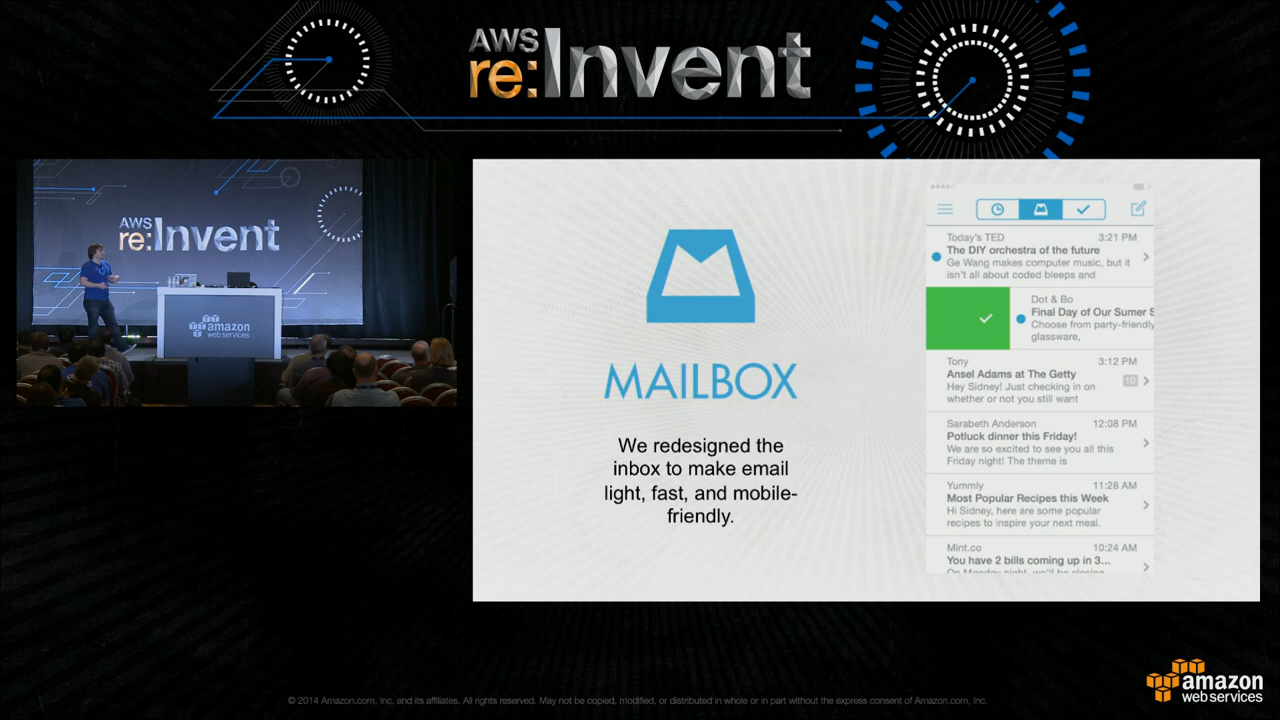 AWS
re:Invent
AWS
re:Invent
amazon
web services
MAILBOX
We redesigned the
inbox to make email
light, fast, and mobile-
friendly.
Today's TED 3:21 PM
The DIY orchestra of the future
Ge Wang makes computer music, but it
isn't all about coded bleeps and
Dot & Bo
Final Day of Our Sumer S
Choose from party-friendly
glassware,
Tony 3:12 PM
Ansel Adams at The Getty
Hey Sidney! Just checking in on
whether or not you still want
10
Sarabeth Anderson 12:08 PM
Potluck dinner this Friday!
We are so excited to see you all this
Friday night! The theme is
Yummly 11:28 AM
Most Popular Recipes this Week
Hi Sidney, here are some popular
recipes to inspire your next meal.
Mint.co 10:24 AM
You have 2 bills coming up in 3...
On Monday night, we'll be closing
amazon
web services
© 2014 Amazon.com, Inc, and its affiliates. All rights reserved. May not be copied, modified, or distributed in whole or in part without the express consent of Amazon.com, Inc.